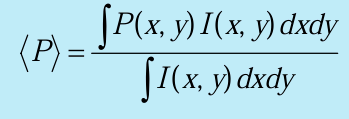 ⟨P⟩ = ∫P(x, y) I(x, y) dxdy
∫I(x, y) dxdy